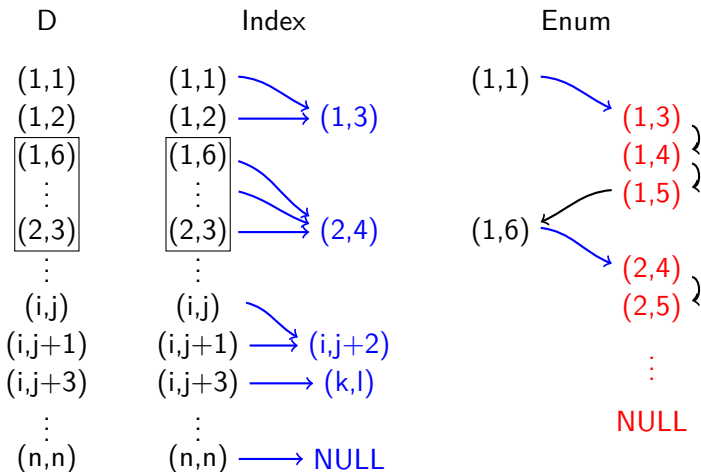 D Index Enum
(1,1) (1,1) (1,1)
(1,2) (1,2) (1,3) (1,3)
(1,6) (1,6) (1,4)
⋮ ⋮ (1,5)
(2,3) (2,3) (2,4) (1,6)
⋮ ⋮ (2,4)
(i,j) (i,j) (2,5)
(i,j+1) (i,j+1) (i,j+2)
(i,j+3) (i,j+3) (k,l) ⋮
⋮ ⋮ NULL
(n,n) (n,n) NULL